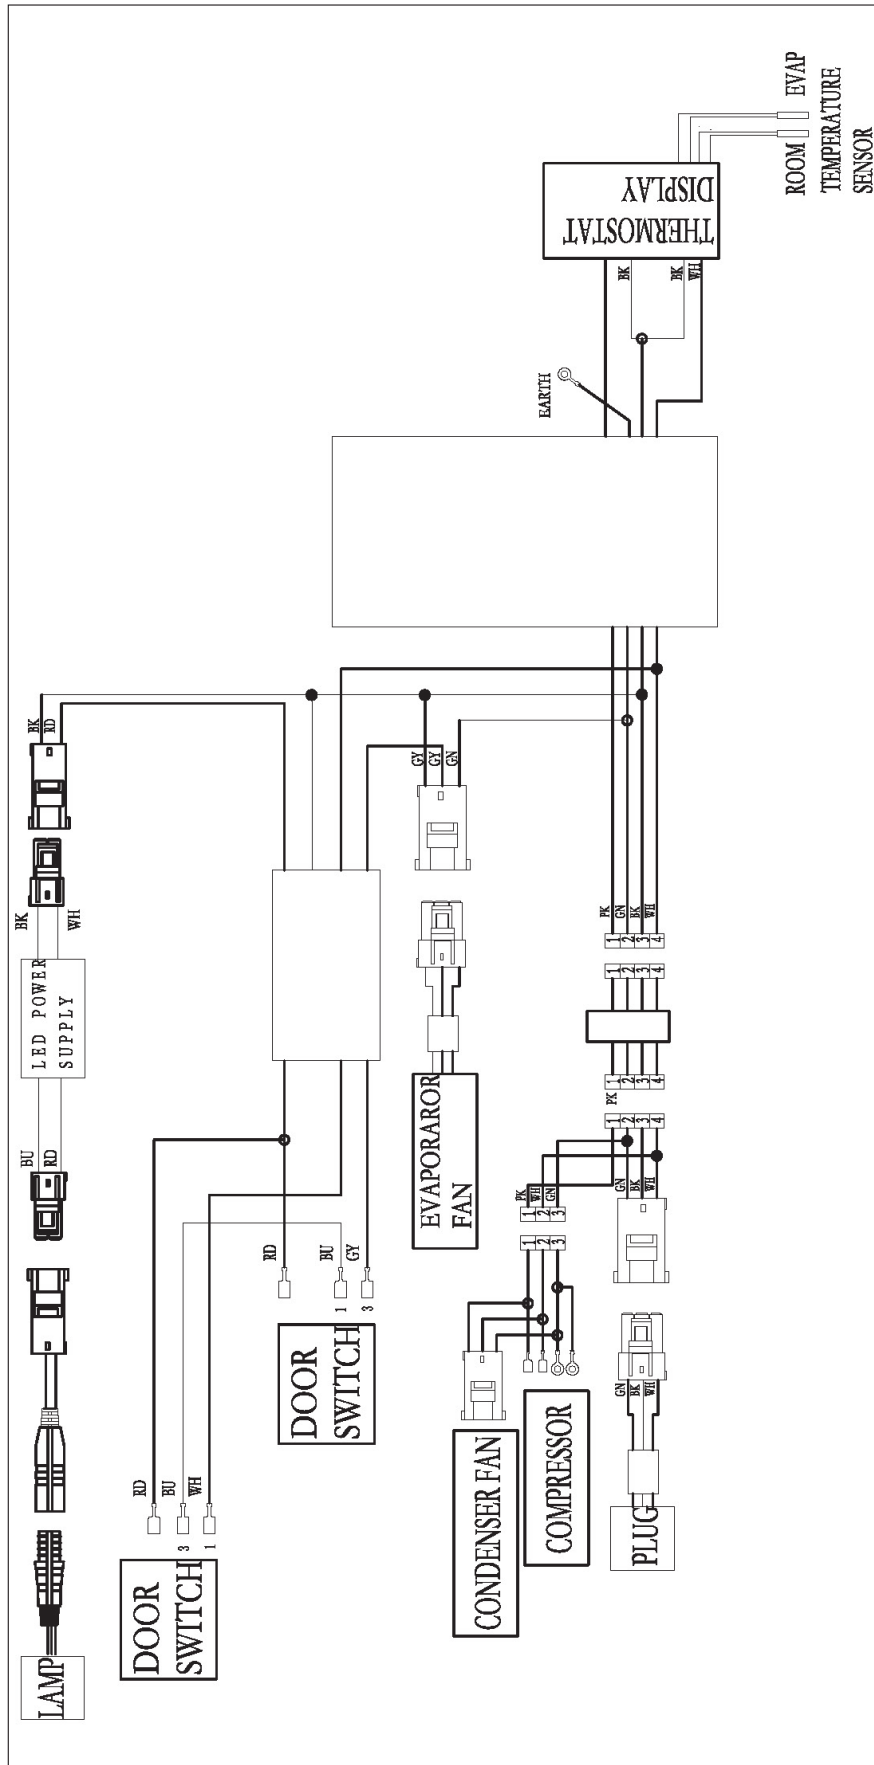 ROOM EVAP
TEMPERATURE
SENSOR
THERMOSTAT
DISPLAY
BK
BK
WH
EARTH
BK
RD
GY
GY
GN
BK
WH
LED POWER
SUPPLY
BU
RD
PK
GN
BK
WH
1
2
3
4
1
2
3
4
1
2
3
4
PK
1
2
3
4
EVAPORAROR
FAN
PK
WH
GN
1
2
3
1
2
3
GN
BK
WH
RD
BU
GY
1
3
DOOR
SWITCH
RD
BU
WH
3
1
DOOR
SWITCH
CONDENSER FAN
COMPRESSOR
GN
BK
WH
PLUG
LAMP